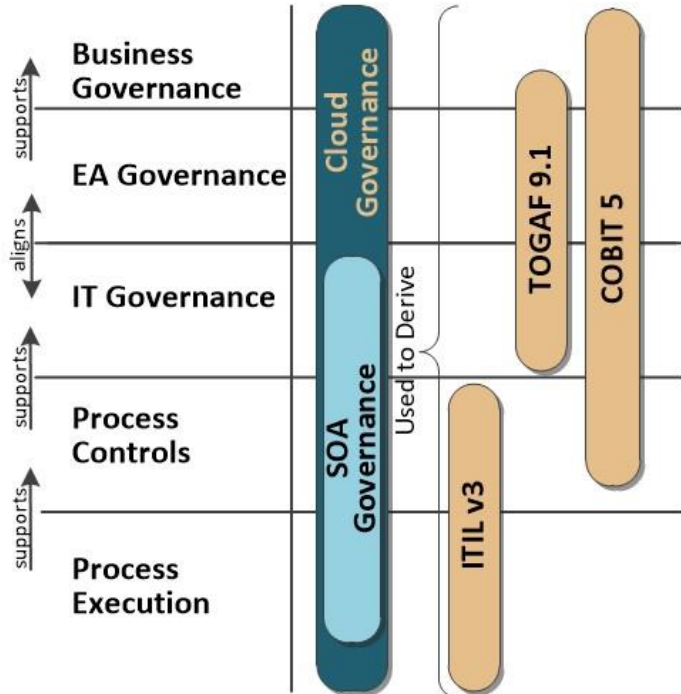 Business
Governance
EA Governance
IT Governance
Process
Controls
Process
Execution
supports
aligns
supports
supports
Cloud
Governance
SOA
Governance
Used to Derive
ITIL v3
TOGAF 9.1
COBIT 5